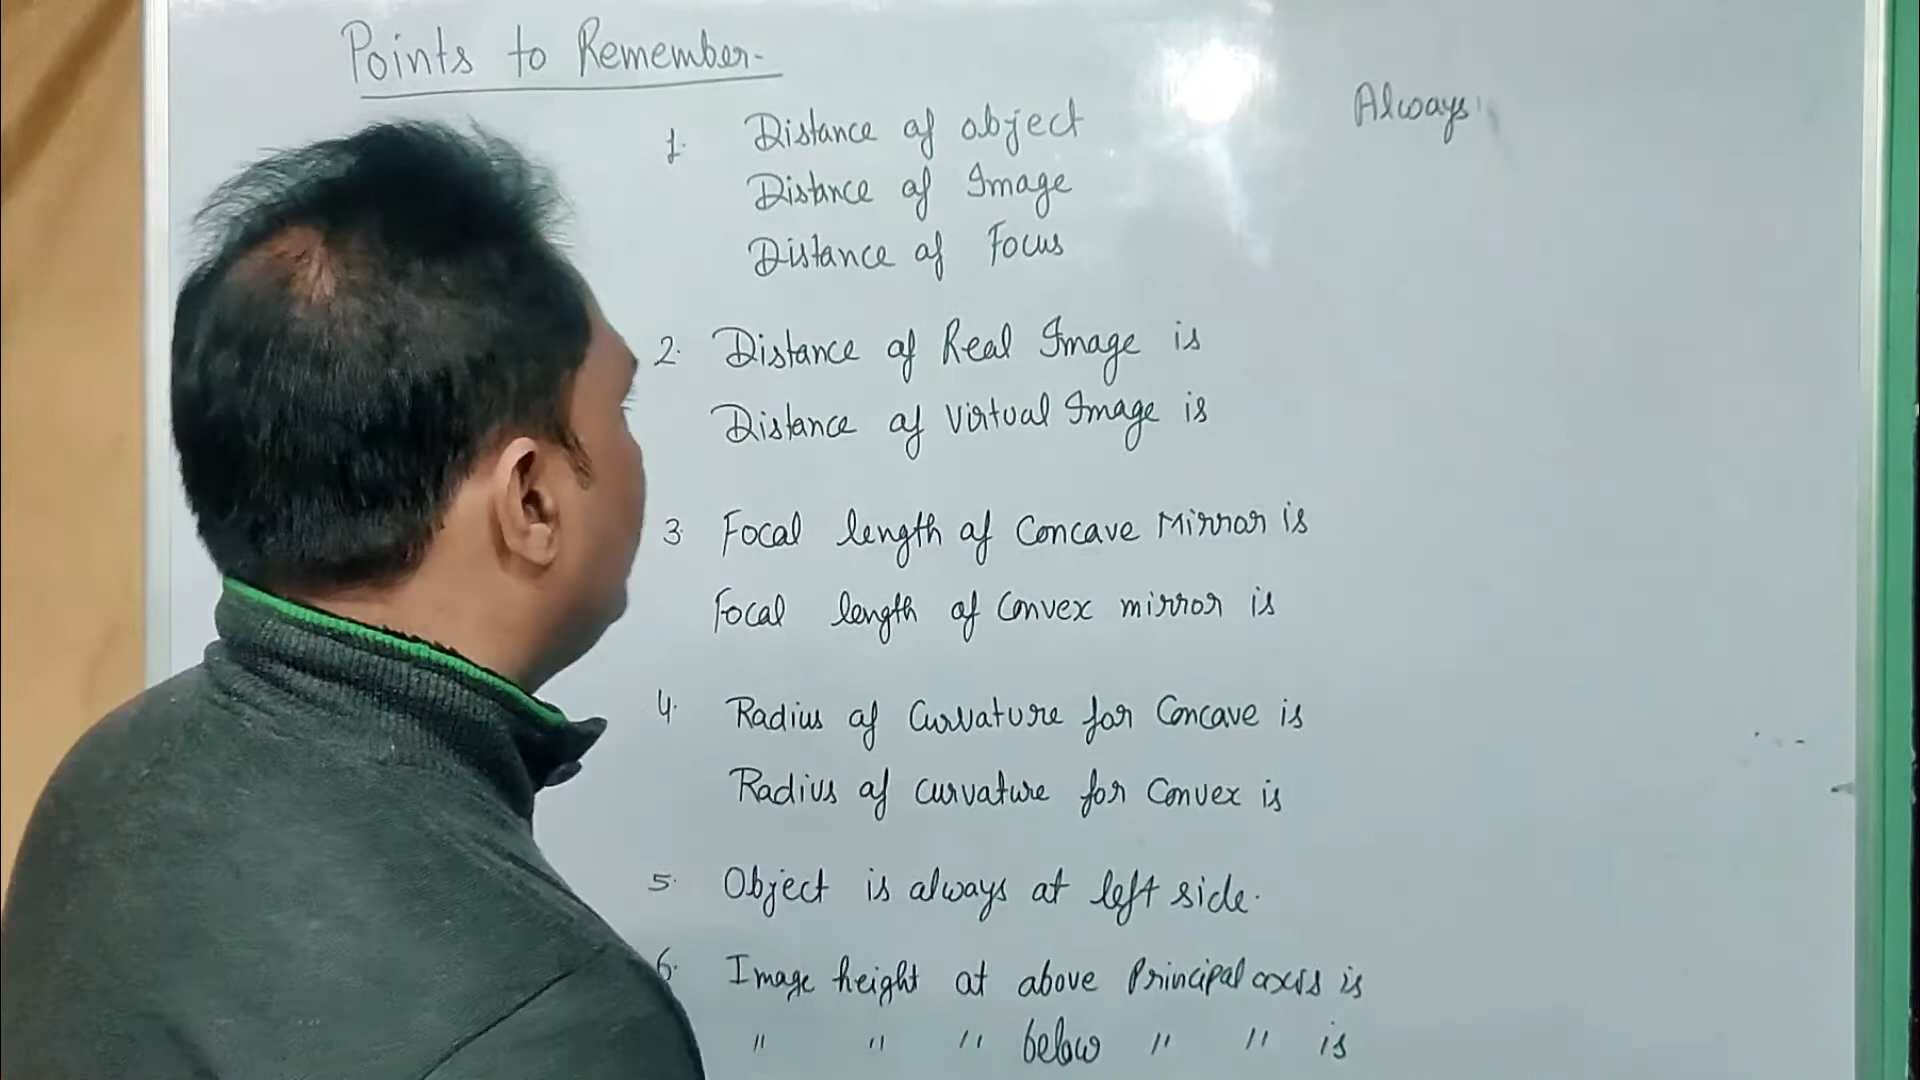 Points to Remember-
1. Distance of object Always
Distance of Image
Distance of Focus
2. Distance of Real Image is
Distance of Virtual Image is
3. Focal length of Concave Mirror is
Focal length of Convex mirror is
4. Radius of Curvature for Concave is
Radius of curvature for Convex is
5. Object is always at left side.
6. Image height at above Principal axis is
" " " below " " is